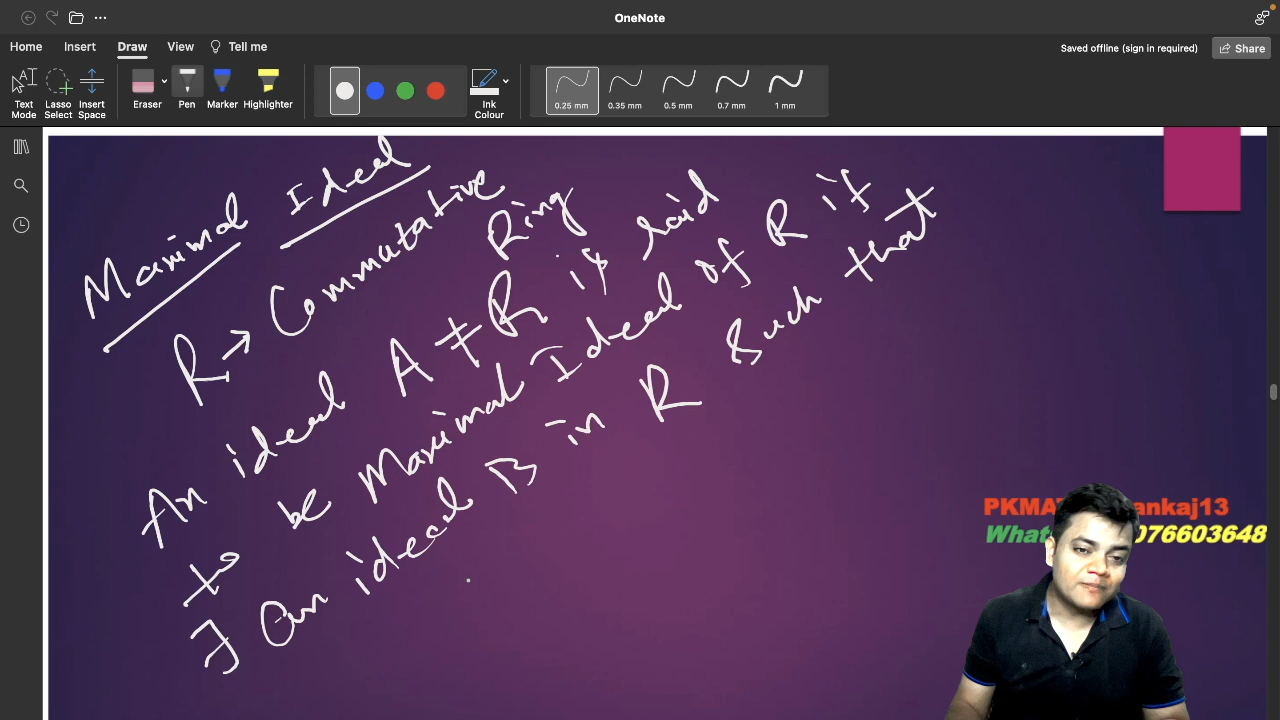 OneNote
Home Insert Draw View Tell me
Saved offline (sign in required) Share
Text Mode
Lasso Select
Insert Space
Eraser
Pen
Marker
Highlighter
Ink Colour
0.25 mm
0.35 mm
0.5 mm
0.7 mm
1 mm
Maximal Ideal
R → Commutative Ring
An ideal A ≠ R is said
to be Maximal Ideal of R if
∃ an ideal B in R such that
PKMA ankaj13
What 076603648